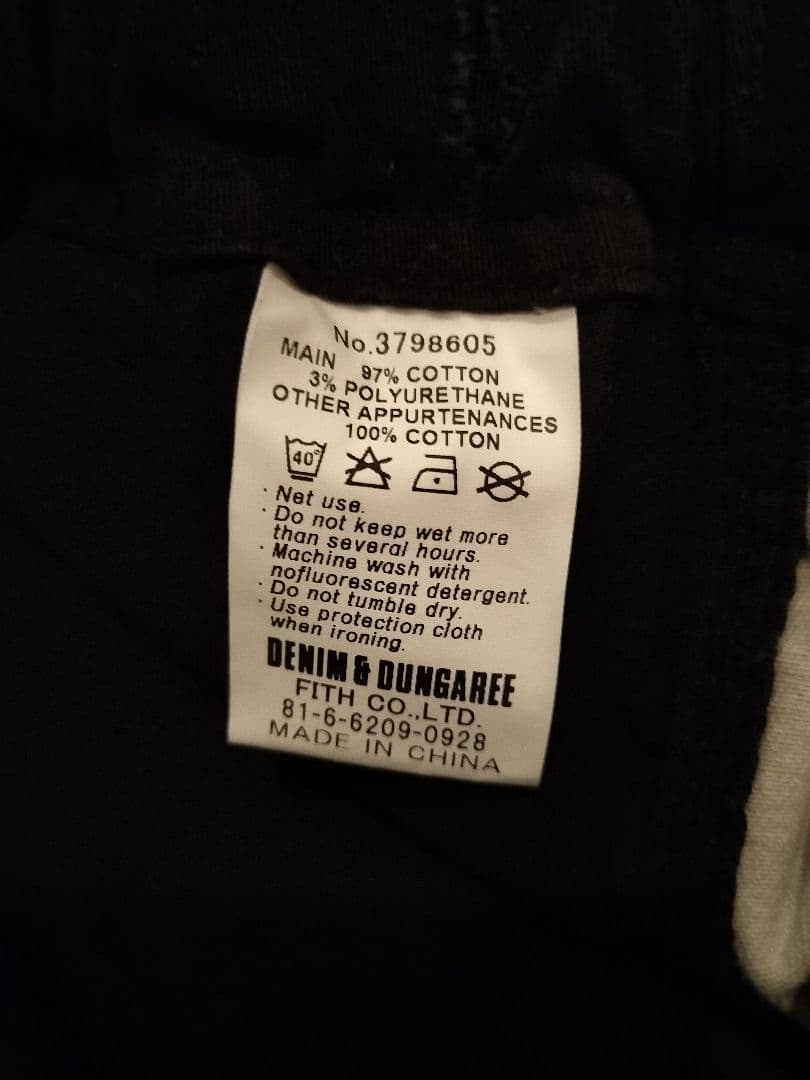 No.3798605
MAIN 97% COTTON
3% POLYURETHANE
OTHER APPURTENANCES
100% COTTON
40°
· Net use.
· Do not keep wet more
than several hours.
· Machine wash with
nofluorescent detergent.
· Do not tumble dry.
· Use protection cloth
when ironing.
DENIM & DUNGAREE
FITH CO.,LTD.
81-6-6209-0928
MADE IN CHINA